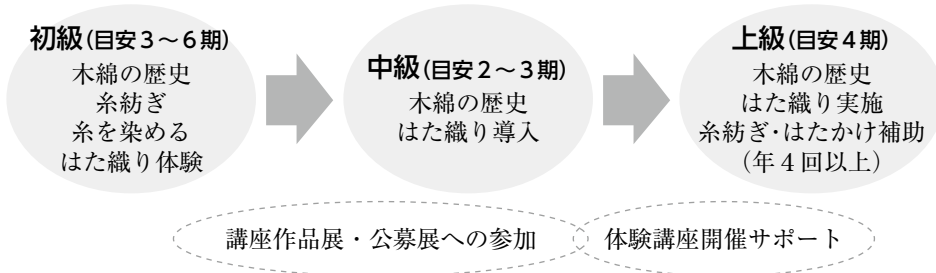 初級(目安3～6期)
木綿の歴史
糸紡ぎ
糸を染める
はた織り体験
中級(目安2～3期)
木綿の歴史
はた織り導入
上級(目安4期)
木綿の歴史
はた織り実施
糸紡ぎ・はたかけ補助
（年４回以上）
講座作品展・公募展への参加
体験講座開催サポート